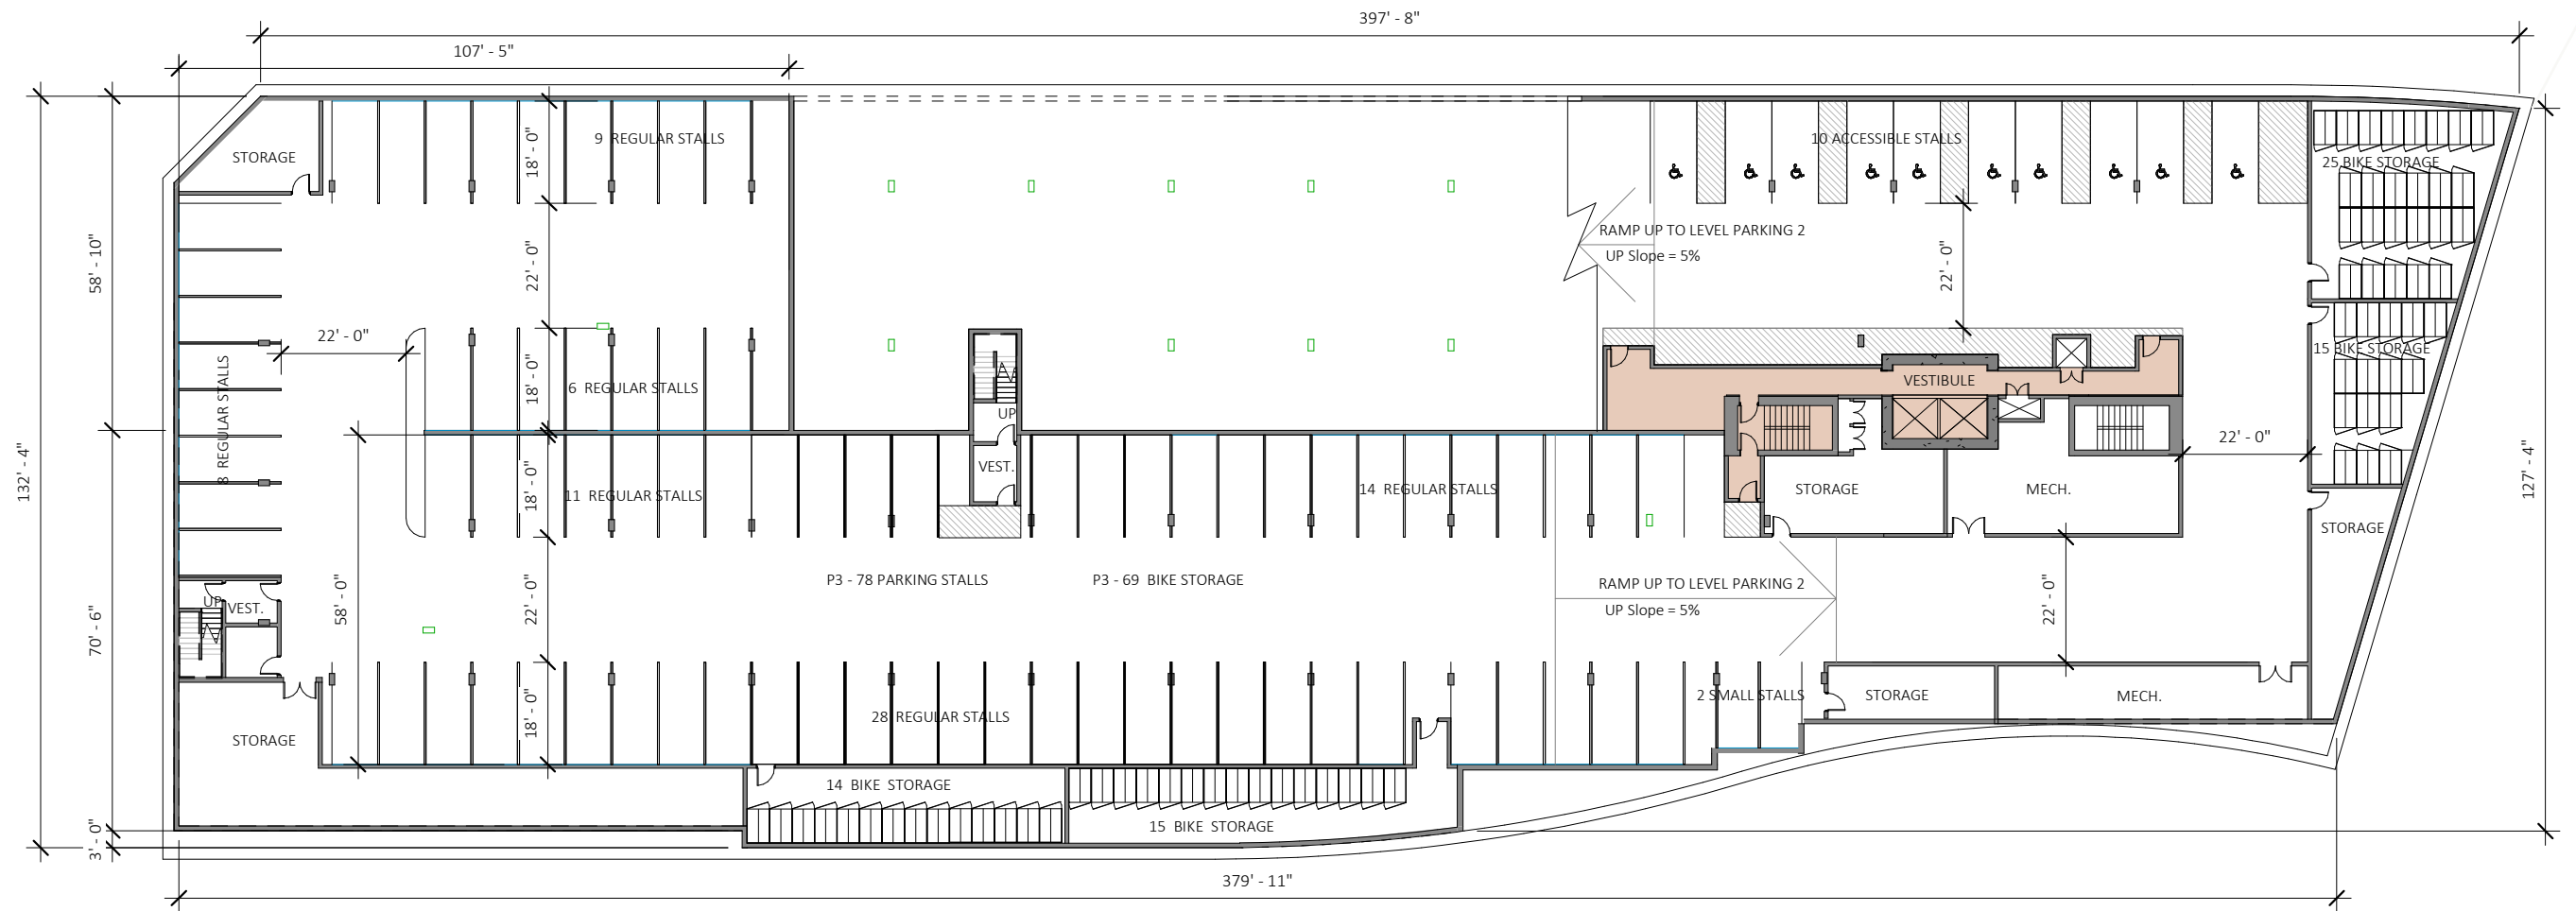 397' - 8"
107' - 5"
9 REGULAR STALLS
10 ACCESSIBLE STALLS
18' - 0"
STORAGE
25 BIKE STORAGE
RAMP UP TO LEVEL PARKING 2
UP Slope = 5%
58' - 10"
22' - 0"
22' - 0"
22' - 0"
15 BIKE STORAGE
VESTIBULE
18' - 0"
6 REGULAR STALLS
8 REGULAR STALLS
UP
22' - 0"
132' - 4"
127' - 4"
VEST.
18' - 0"
11 REGULAR STALLS
14 REGULAR STALLS
STORAGE
MECH.
STORAGE
P3 - 78 PARKING STALLS
P3 - 69 BIKE STORAGE
RAMP UP TO LEVEL PARKING 2
UP Slope = 5%
UP
VEST.
58' - 0"
22' - 0"
22' - 0"
70' - 6"
2 SMALL STALLS
STORAGE
MECH.
18' - 0"
28 REGULAR STALLS
STORAGE
14 BIKE STORAGE
15 BIKE STORAGE
3' - 0"
379' - 11"